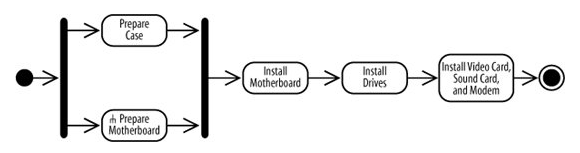 Prepare
Case
Prepare
Motherboard
Install
Motherboard
Install
Drives
Install Video Card,
Sound Card,
and Modem